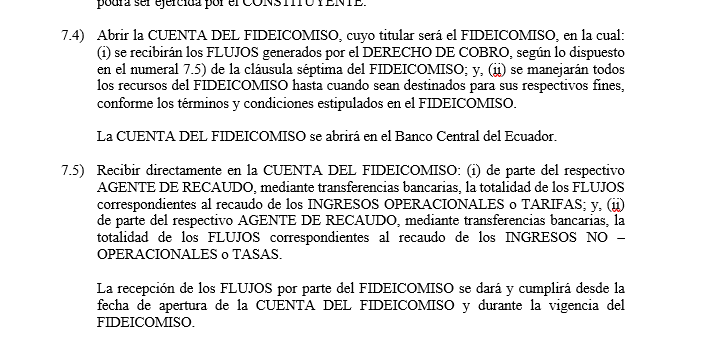 podrá ser ejercida por el CONSTITUYENTE.
7.4) Abrir la CUENTA DEL FIDEICOMISO, cuyo titular será el FIDEICOMISO, en la cual:
(i) se recibirán los FLUJOS generados por el DERECHO DE COBRO, según lo dispuesto
en el numeral 7.5) de la cláusula séptima del FIDEICOMISO; y, (ii) se manejarán todos
los recursos del FIDEICOMISO hasta cuando sean destinados para sus respectivos fines,
conforme los términos y condiciones estipulados en el FIDEICOMISO.
La CUENTA DEL FIDEICOMISO se abrirá en el Banco Central del Ecuador.
7.5) Recibir directamente en la CUENTA DEL FIDEICOMISO: (i) de parte del respectivo
AGENTE DE RECAUDO, mediante transferencias bancarias, la totalidad de los FLUJOS
correspondientes al recaudo de los INGRESOS OPERACIONALES o TARIFAS; y, (ii)
de parte del respectivo AGENTE DE RECAUDO, mediante transferencias bancarias, la
totalidad de los FLUJOS correspondientes al recaudo de los INGRESOS NO –
OPERACIONALES o TASAS.
La recepción de los FLUJOS por parte del FIDEICOMISO se dará y cumplirá desde la
fecha de apertura de la CUENTA DEL FIDEICOMISO y durante la vigencia del
FIDEICOMISO.